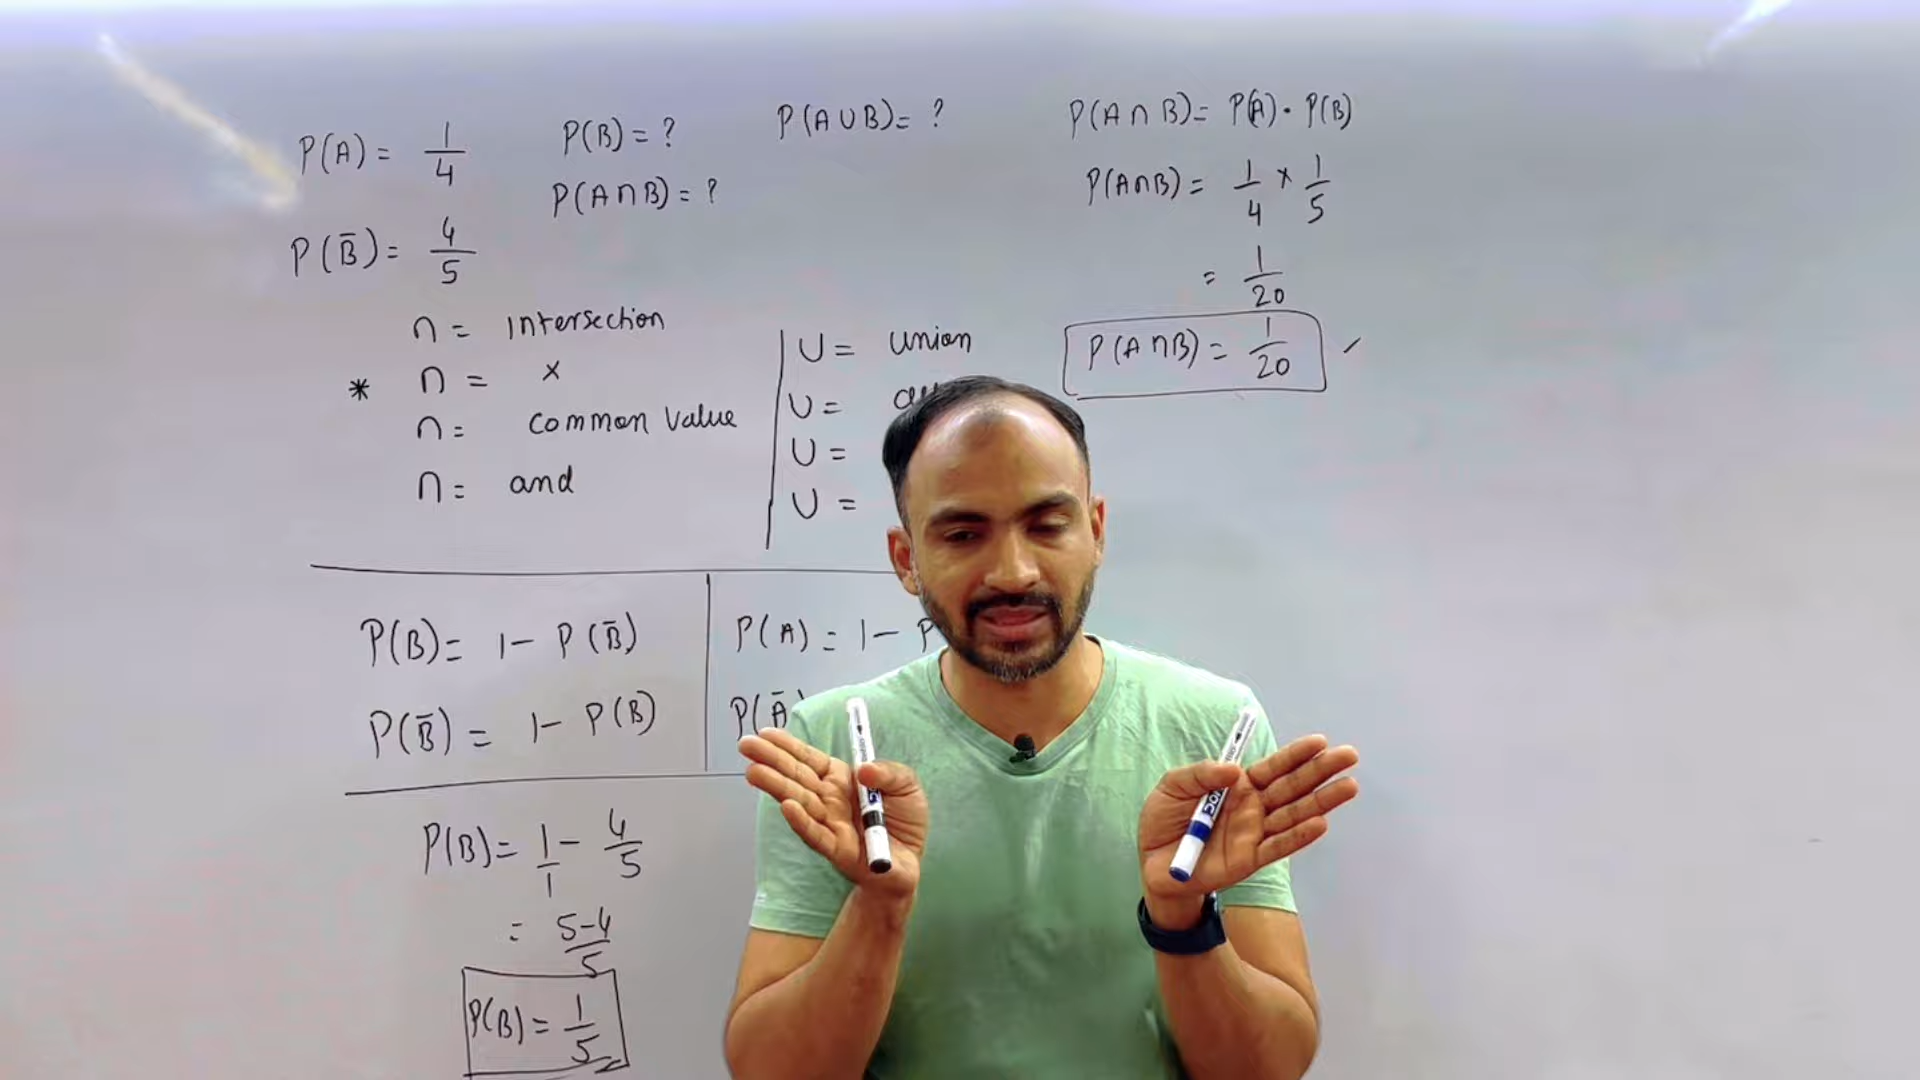 P(A) = 1/4
P(B̄) = 4/5
P(B) = ?
P(A∩B) = ?
P(A∪B) = ?
P(A∩B) = P(A) · P(B)
P(A∩B) = 1/4 × 1/5
= 1/20
P(A∩B) = 1/20 ✓
∩ = intersection
* ∩ = ×
∩ = common value
∩ = and
∪ = union
∪ =
∪ =
∪ =
P(B) = 1 - P(B̄)
P(B̄) = 1 - P(B)
P(A) = 1 - P
P(Ā)
P(B) = 1/1 - 4/5
= 5-4/5
P(B) = 1/5